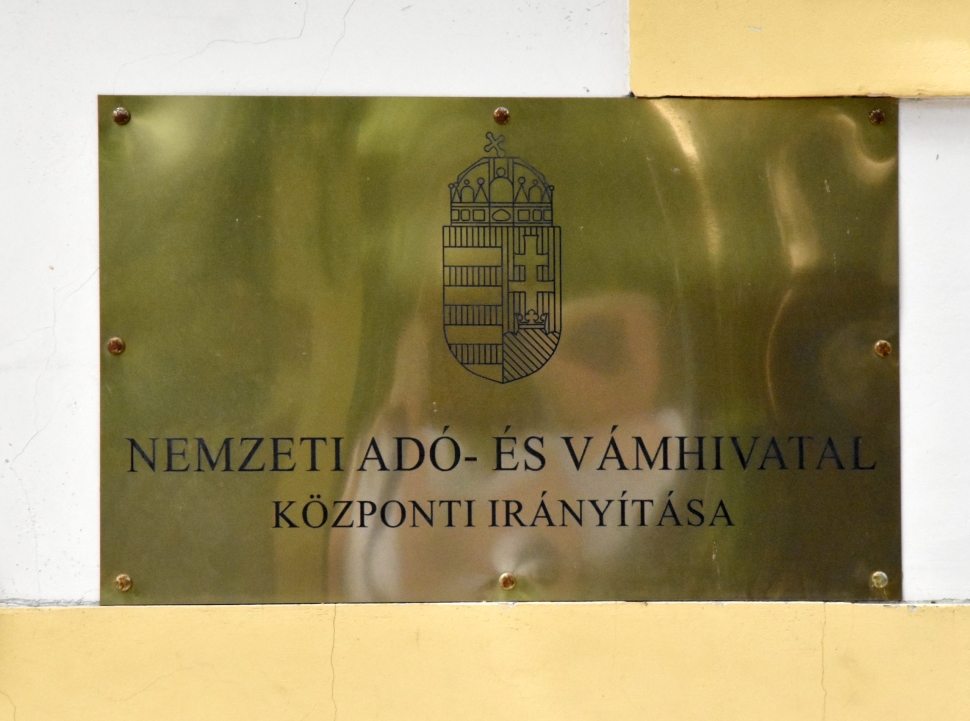 NEMZETI ADÓ- ÉS VÁMHIVATAL
KÖZPONTI IRÁNYÍTÁSA